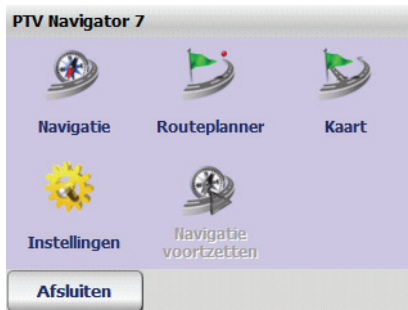 PTV Navigator 7
Navigatie
Routeplanner
Kaart
Instellingen
Navigatie
voortzetten
Afsluiten